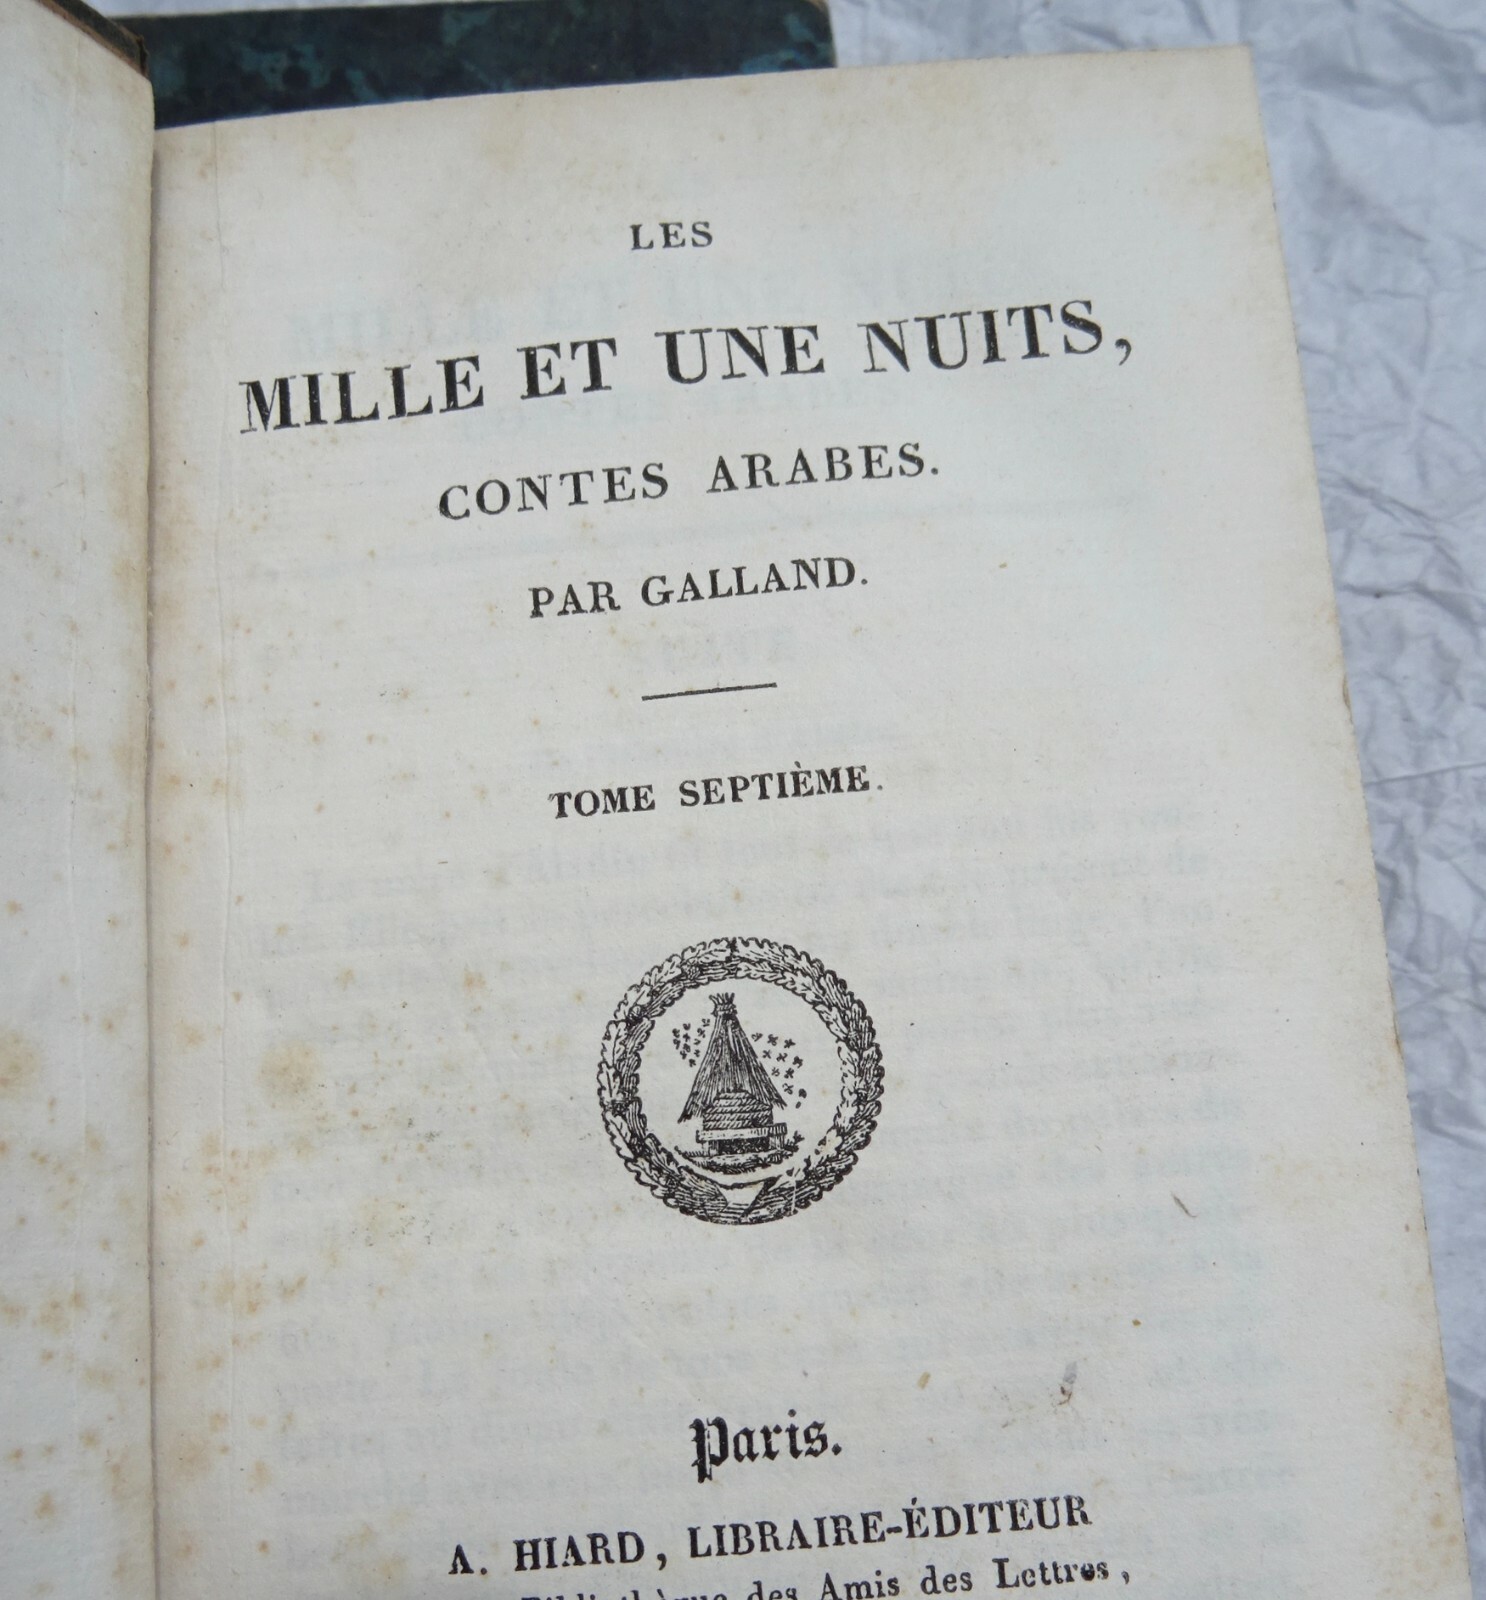 LES
MILLE ET UNE NUITS,
CONTES ARABES.
PAR GALLAND.
TOME SEPTIÈME.
Paris.
A. HIARD, LIBRAIRE-ÉDITEUR
Bibliothèque des Amis des Lettres,